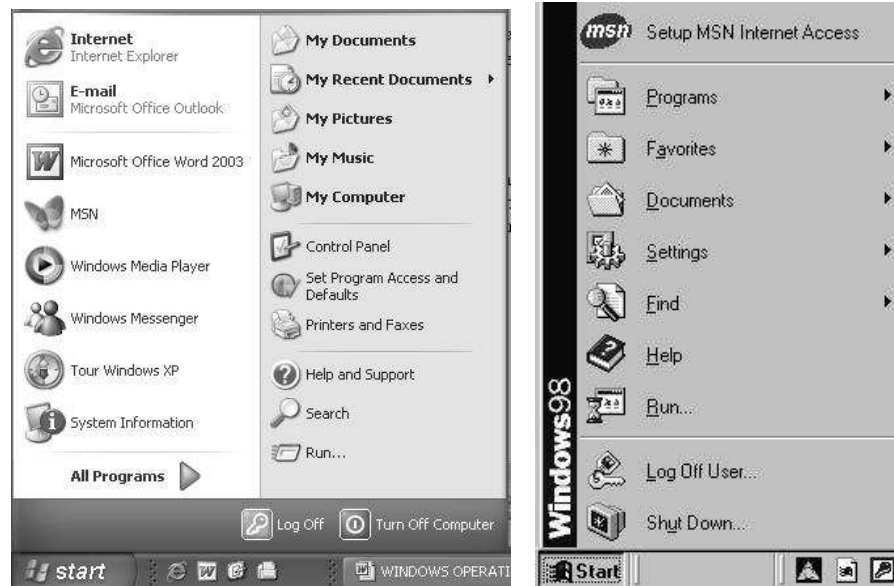 Internet
Internet Explorer
E-mail
Microsoft Office Outlook
Microsoft Office Word 2003
MSN
Windows Media Player
Windows Messenger
Tour Windows XP
System Information
All Programs
My Documents
My Recent Documents
My Pictures
My Music
My Computer
Control Panel
Set Program Access and
Defaults
Printers and Faxes
Help and Support
Search
Run...
Log Off
Turn Off Computer
start
WINDOWS OPERATI
msn
Setup MSN Internet Access
Programs
Favorites
Documents
Settings
Find
Help
Run...
Log Off User...
Shut Down...
Windows98
Start